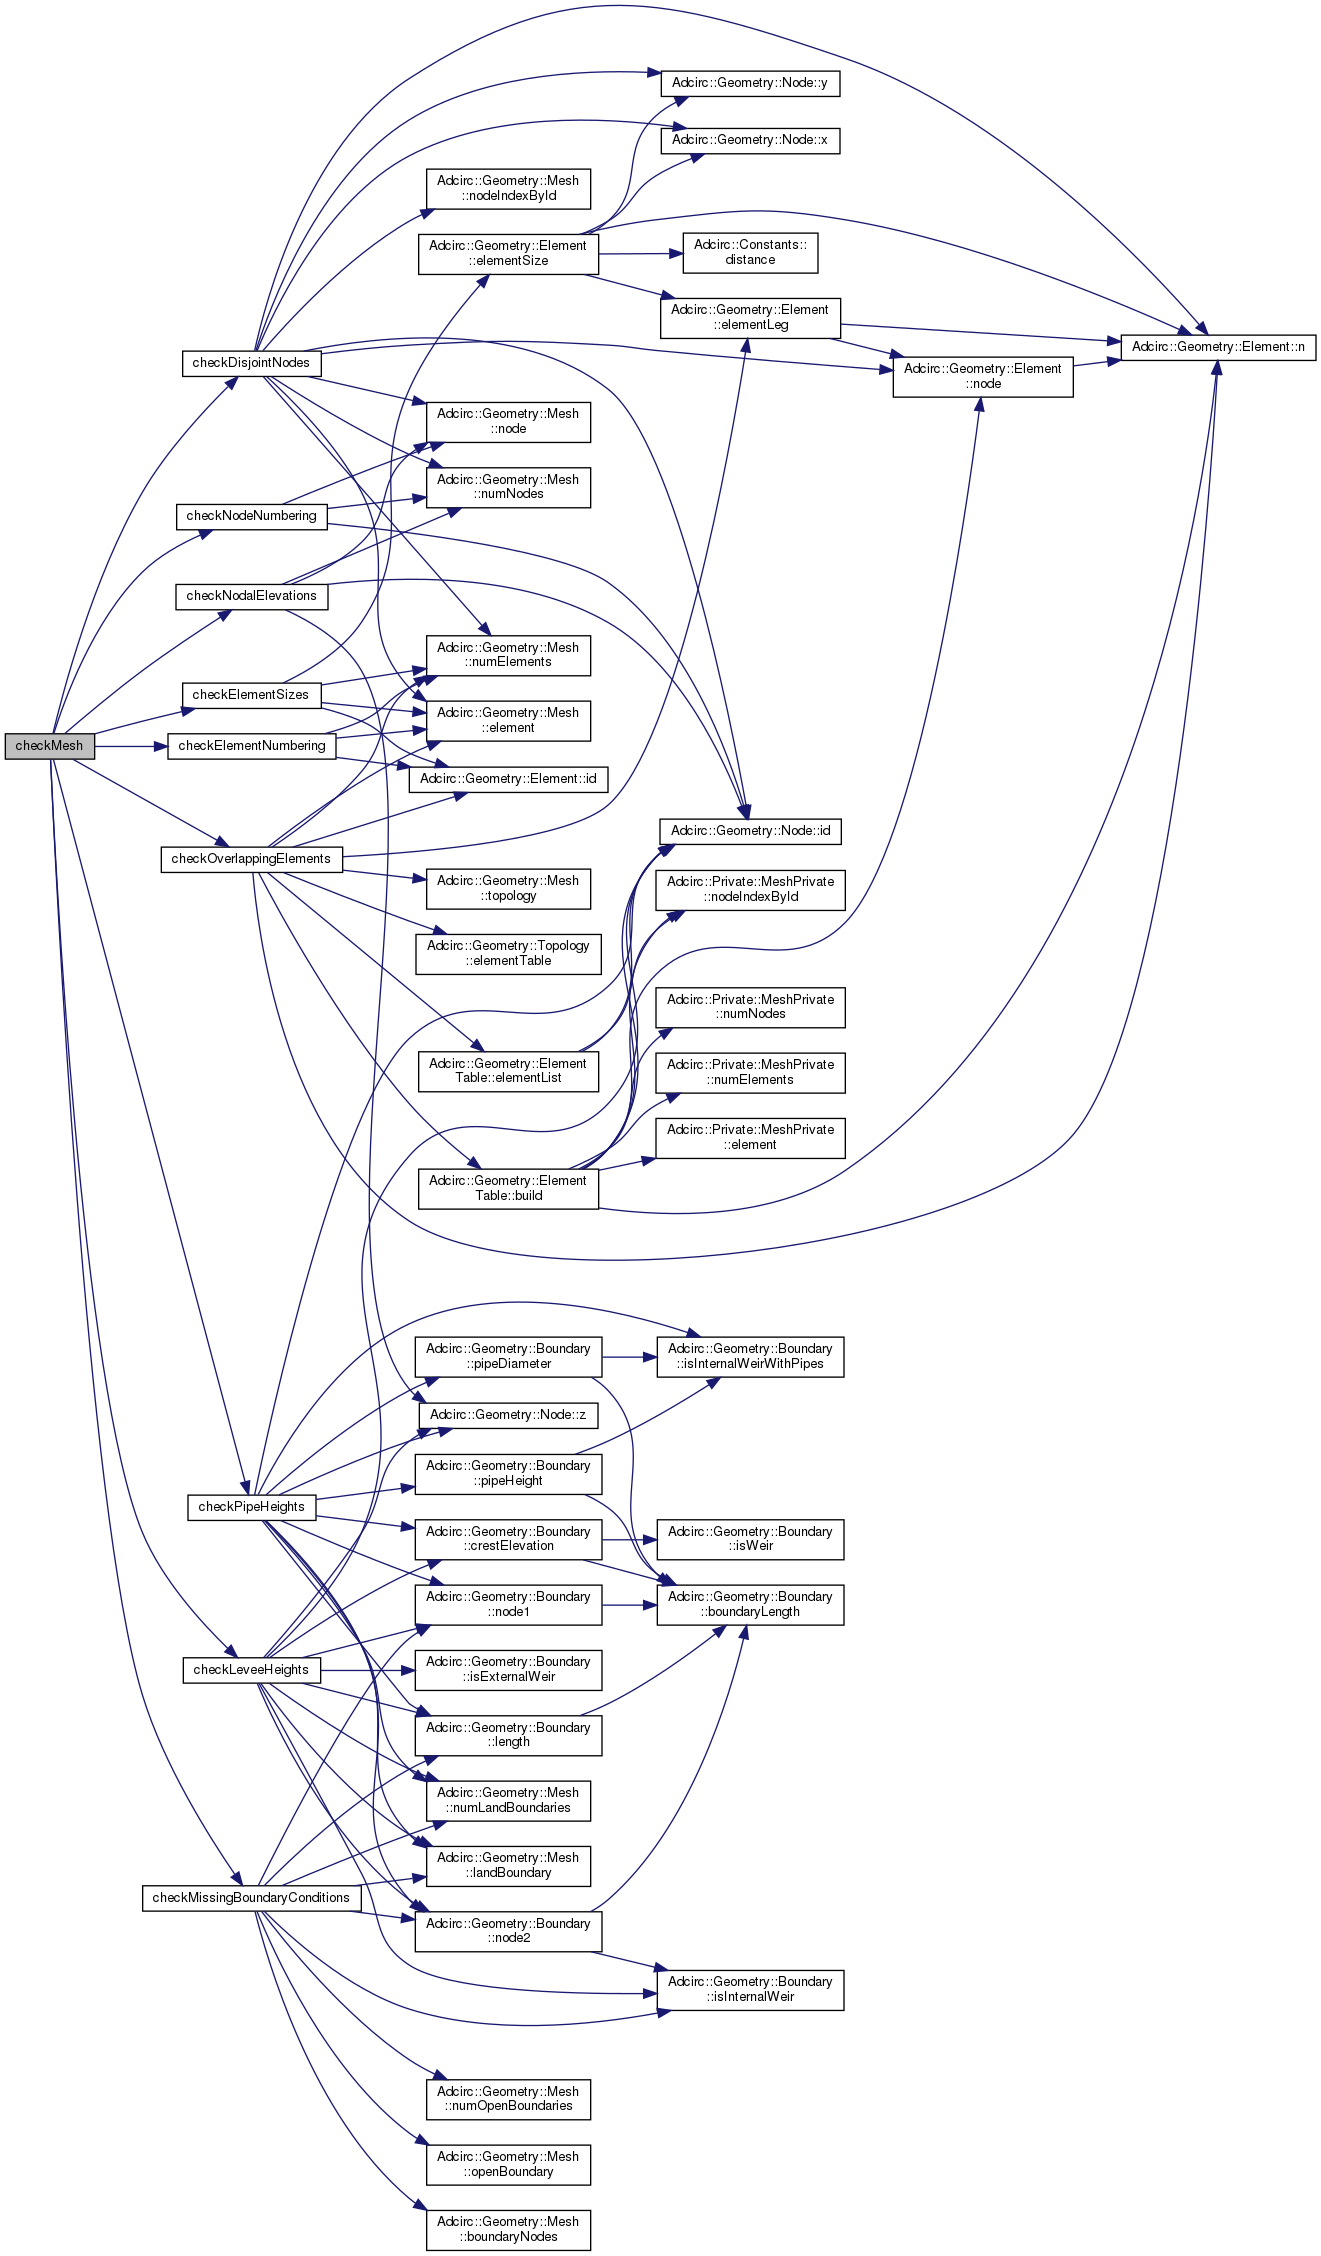 Adcirc::Geometry::Node::y
Adcirc::Geometry::Node::x
Adcirc::Geometry::Mesh
::nodeIndexById
Adcirc::Geometry::Element
::elementSize
Adcirc::Constants::
distance
Adcirc::Geometry::Element
::elementLeg
Adcirc::Geometry::Element::n
checkDisjointNodes
Adcirc::Geometry::Element
::node
Adcirc::Geometry::Mesh
::node
Adcirc::Geometry::Mesh
::numNodes
checkNodeNumbering
checkNodalElevations
Adcirc::Geometry::Mesh
::numElements
checkElementSizes
Adcirc::Geometry::Mesh
::element
checkMesh
checkElementNumbering
Adcirc::Geometry::Element::id
Adcirc::Geometry::Node::id
checkOverlappingElements
Adcirc::Geometry::Mesh
::topology
Adcirc::Private::MeshPrivate
::nodeIndexById
Adcirc::Geometry::Topology
::elementTable
Adcirc::Private::MeshPrivate
::numNodes
Adcirc::Geometry::Element
Table::elementList
Adcirc::Private::MeshPrivate
::numElements
Adcirc::Private::MeshPrivate
::element
Adcirc::Geometry::Element
Table::build
Adcirc::Geometry::Boundary
::pipeDiameter
Adcirc::Geometry::Boundary
::isInternalWeirWithPipes
Adcirc::Geometry::Node::z
Adcirc::Geometry::Boundary
::pipeHeight
checkPipeHeights
Adcirc::Geometry::Boundary
::crestElevation
Adcirc::Geometry::Boundary
::isWeir
Adcirc::Geometry::Boundary
::node1
Adcirc::Geometry::Boundary
::boundaryLength
checkLeveeHeights
Adcirc::Geometry::Boundary
::isExternalWeir
Adcirc::Geometry::Boundary
::length
Adcirc::Geometry::Mesh
::numLandBoundaries
Adcirc::Geometry::Mesh
::landBoundary
checkMissingBoundaryConditions
Adcirc::Geometry::Boundary
::node2
Adcirc::Geometry::Boundary
::isInternalWeir
Adcirc::Geometry::Mesh
::numOpenBoundaries
Adcirc::Geometry::Mesh
::openBoundary
Adcirc::Geometry::Mesh
::boundaryNodes